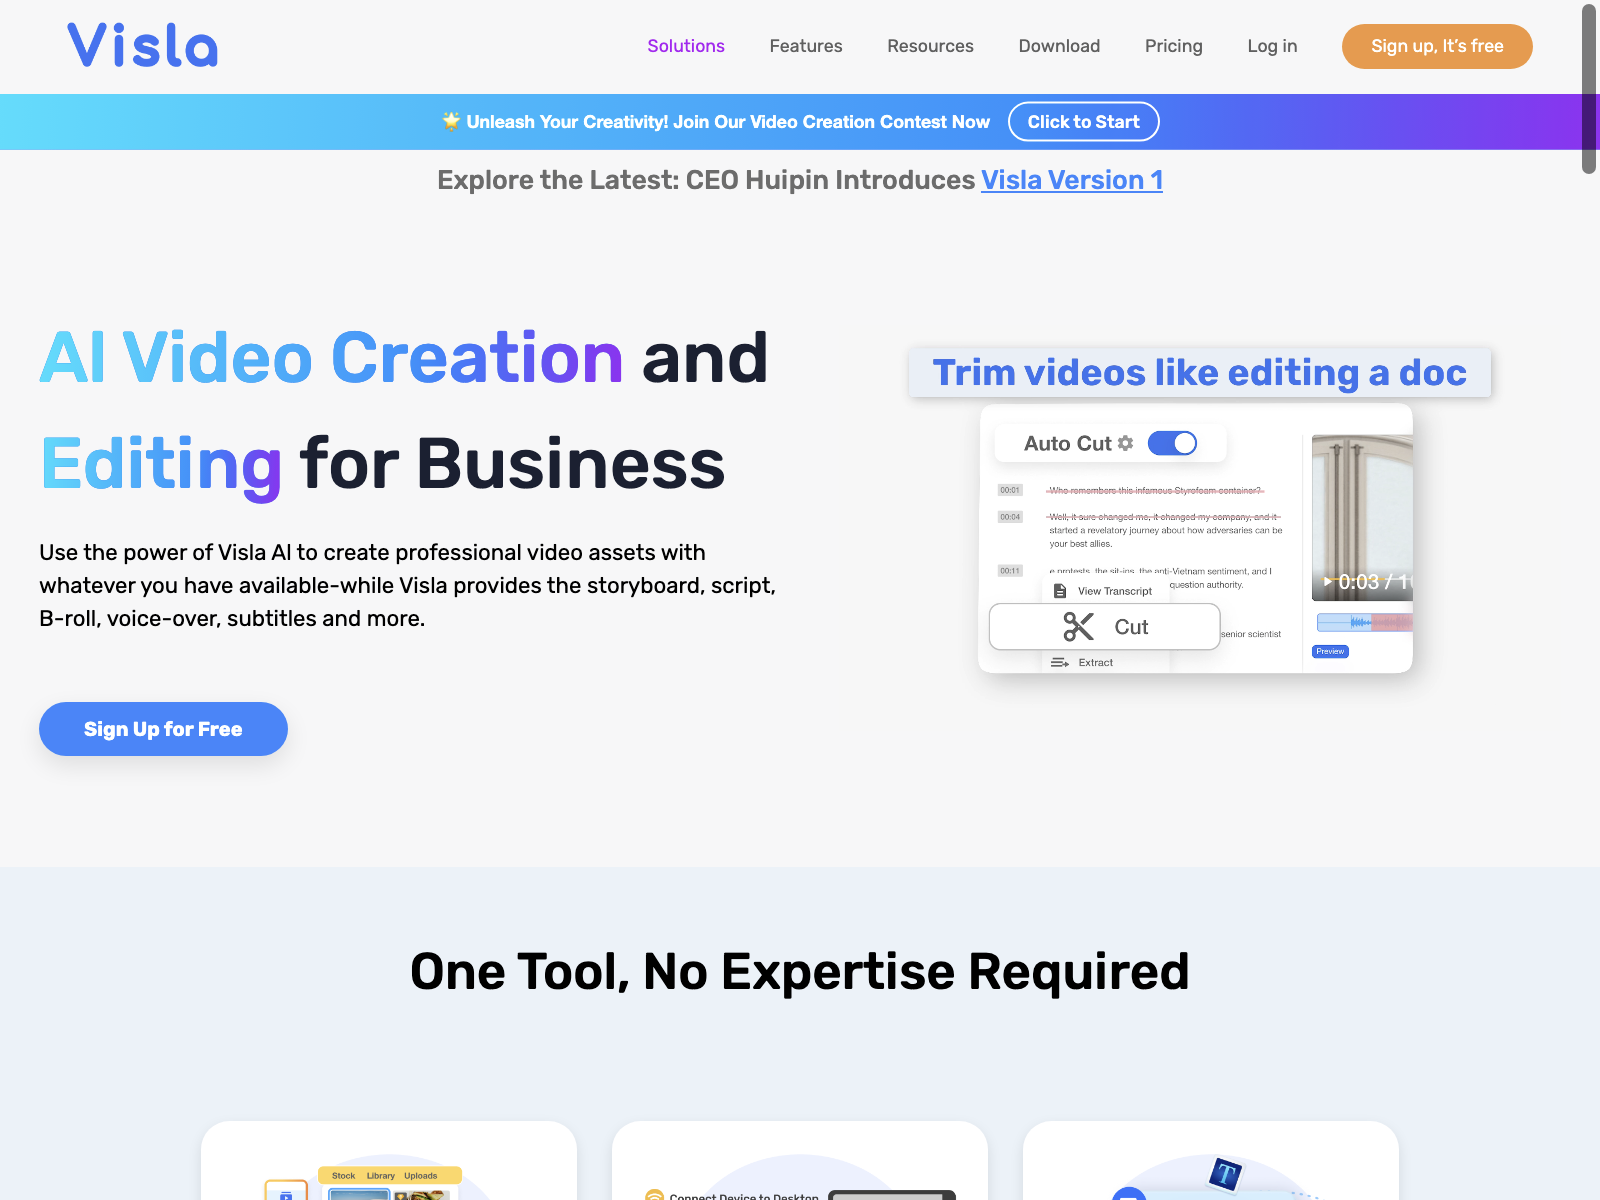 Visla
Solutions
Features
Resources
Download
Pricing
Log in
Sign up, It's free
🌟 Unleash Your Creativity! Join Our Video Creation Contest Now
Click to Start
Explore the Latest: CEO Huipin Introduces Visla Version 1
AI Video Creation and
Editing for Business
Use the power of Visla AI to create professional video assets with
whatever you have available-while Visla provides the storyboard, script,
B-roll, voice-over, subtitles and more.
Sign Up for Free
Trim videos like editing a doc
Auto Cut
00:01 Who remembers this infamous Styrofoam container?
00:04 Well, it sure changed me, it changed my company, and it
started a revelatory journey about how adversaries can be
your best allies.
00:11 e protests, the sit-ins, the anti-Vietnam sentiment, and I
question authority.
View Transcript
Cut
senior scientist
Extract
0:03 / 1
Preview
One Tool, No Expertise Required
Stock Library Uploads
Connect Device to Desktop
T